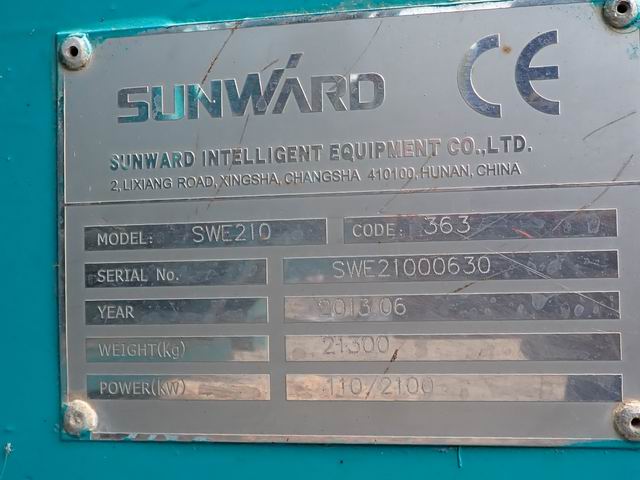 SUNWARD CE
SUNWARD INTELLIGENT EQUIPMENT CO.,LTD.
2,LIXIANG ROAD,XINGSHA,CHANGSHA 410100,HUNAN,CHINA
MODEL: SWE210 CODE: 363
SERIAL No. SWE21000630
YEAR 2013.06
WEIGHT(kg) 21300
POWER(kW) 110/2100